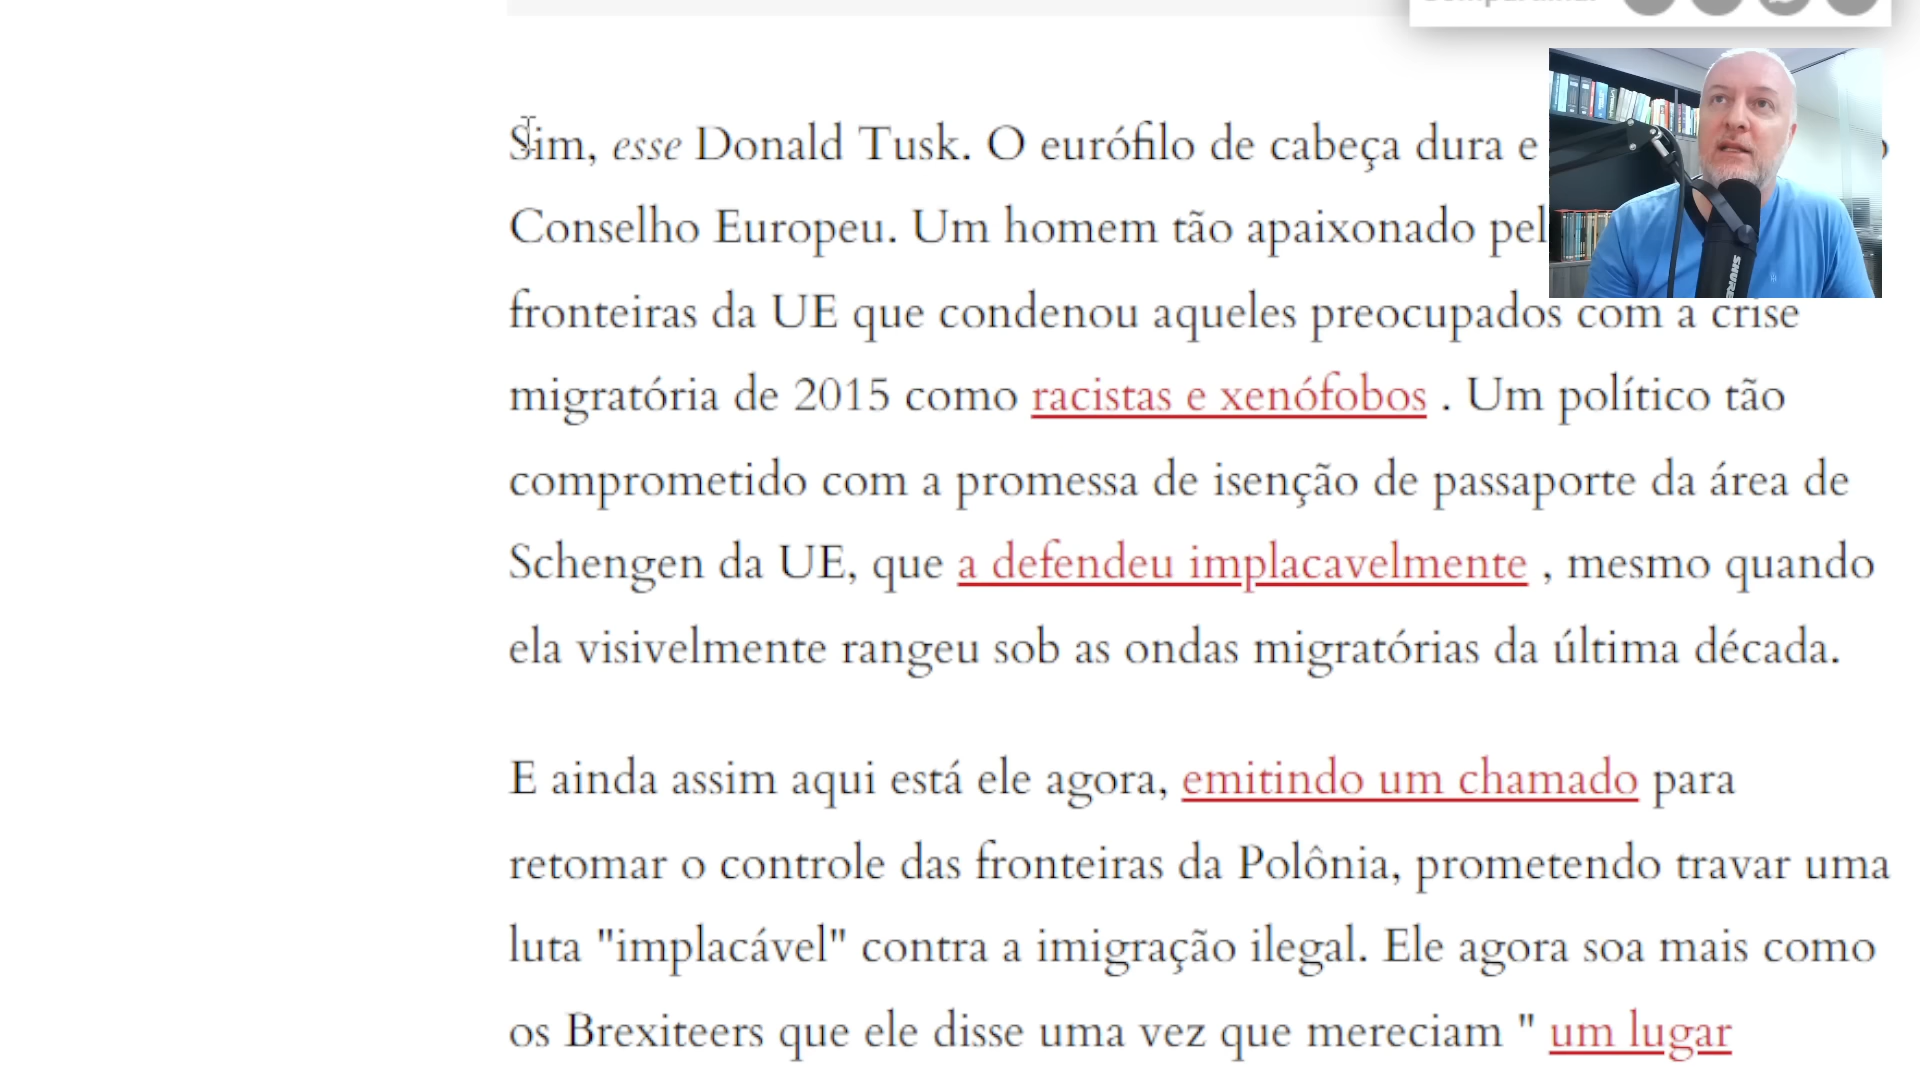 Sim, esse Donald Tusk. O eurófilo de cabeça dura e
Conselho Europeu. Um homem tão apaixonado pel
fronteiras da UE que condenou aqueles preocupados com a crise
migratória de 2015 como racistas e xenófobos . Um político tão
comprometido com a promessa de isenção de passaporte da área de
Schengen da UE, que a defendeu implacavelmente , mesmo quando
ela visivelmente rangeu sob as ondas migratórias da última década.
E ainda assim aqui está ele agora, emitindo um chamado para
retomar o controle das fronteiras da Polônia, prometendo travar uma
luta "implacável" contra a imigração ilegal. Ele agora soa mais como
os Brexiteers que ele disse uma vez que mereciam " um lugar
SHURE